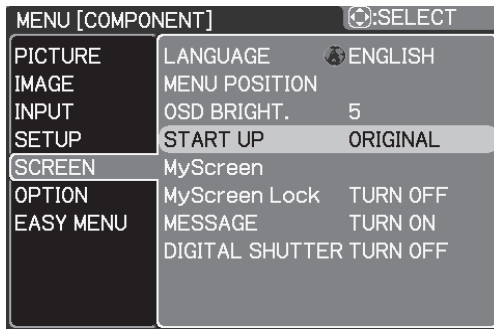 MENU [COMPONENT] :SELECT
PICTURE
IMAGE
INPUT
SETUP
SCREEN
OPTION
EASY MENU
LANGUAGE ENGLISH
MENU POSITION
OSD BRIGHT. 5
START UP ORIGINAL
MyScreen
MyScreen Lock TURN OFF
MESSAGE TURN ON
DIGITAL SHUTTER TURN OFF